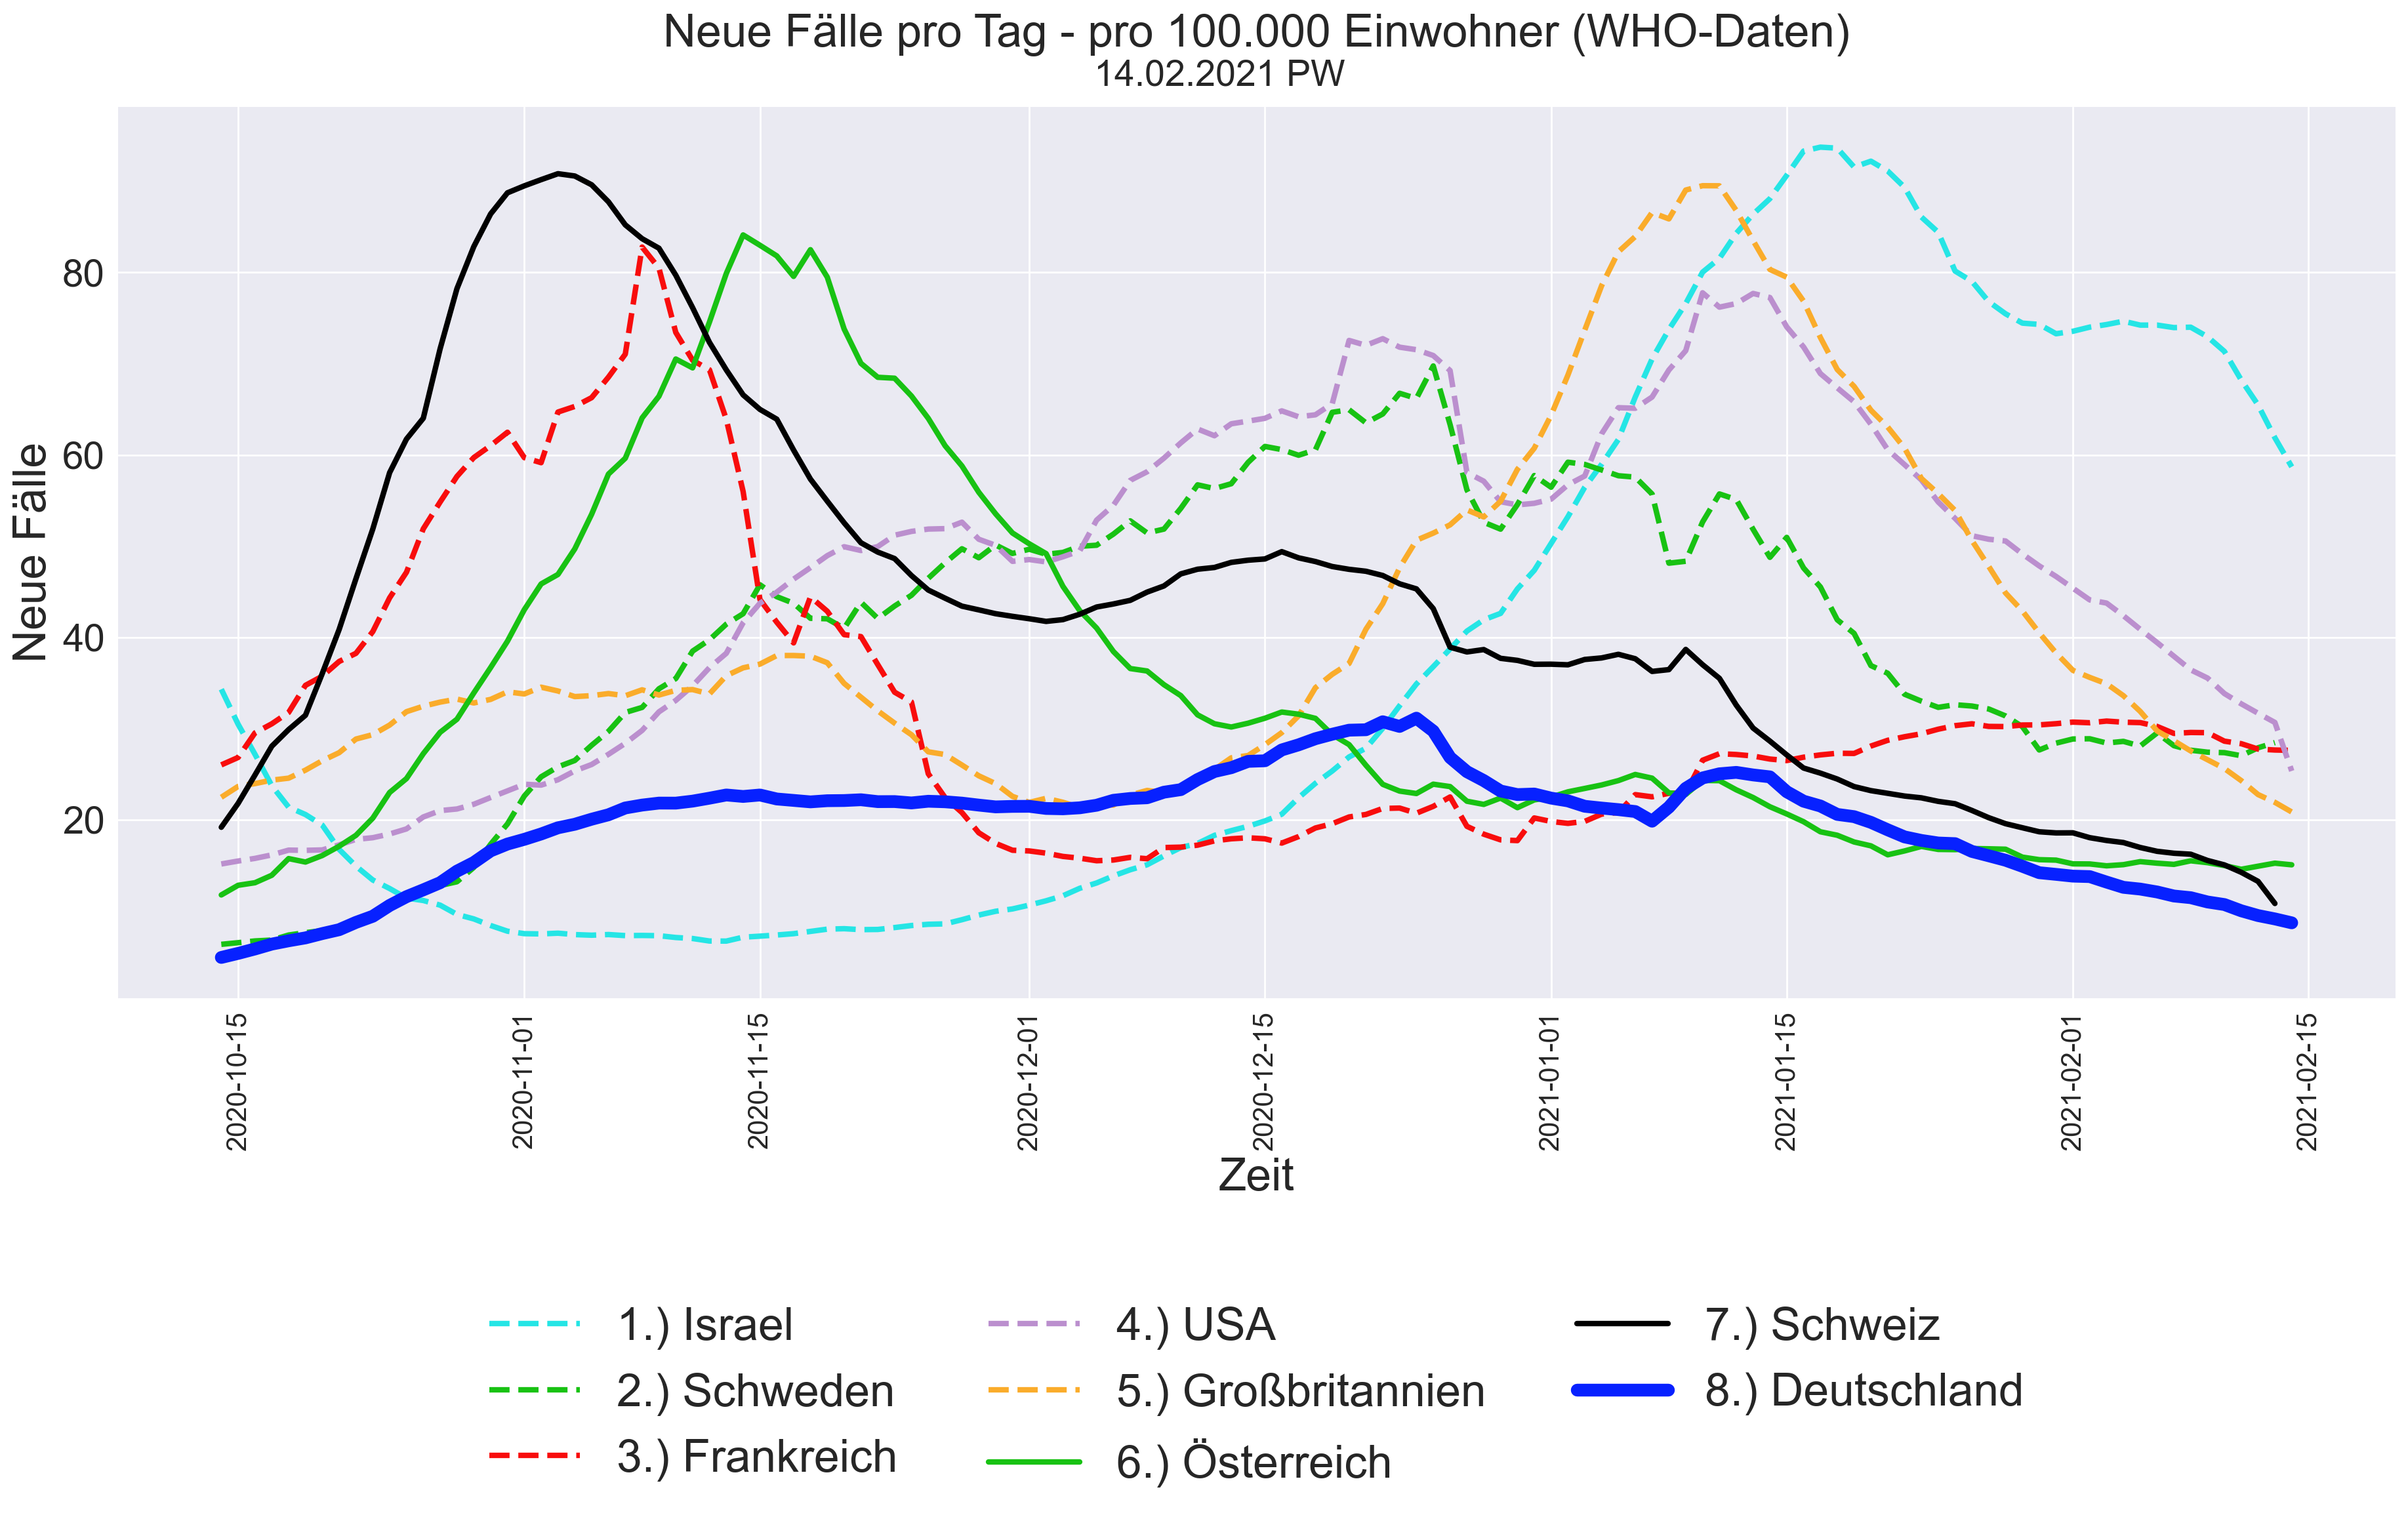 Neue Fälle pro Tag - pro 100.000 Einwohner (WHO-Daten)
14.02.2021 PW
Neue Fälle
80
60
40
20
2020-10-15
2020-11-01
2020-11-15
2020-12-01
2020-12-15
2021-01-01
2021-01-15
2021-02-01
2021-02-15
Zeit
1.) Israel
2.) Schweden
3.) Frankreich
4.) USA
5.) Großbritannien
6.) Österreich
7.) Schweiz
8.) Deutschland